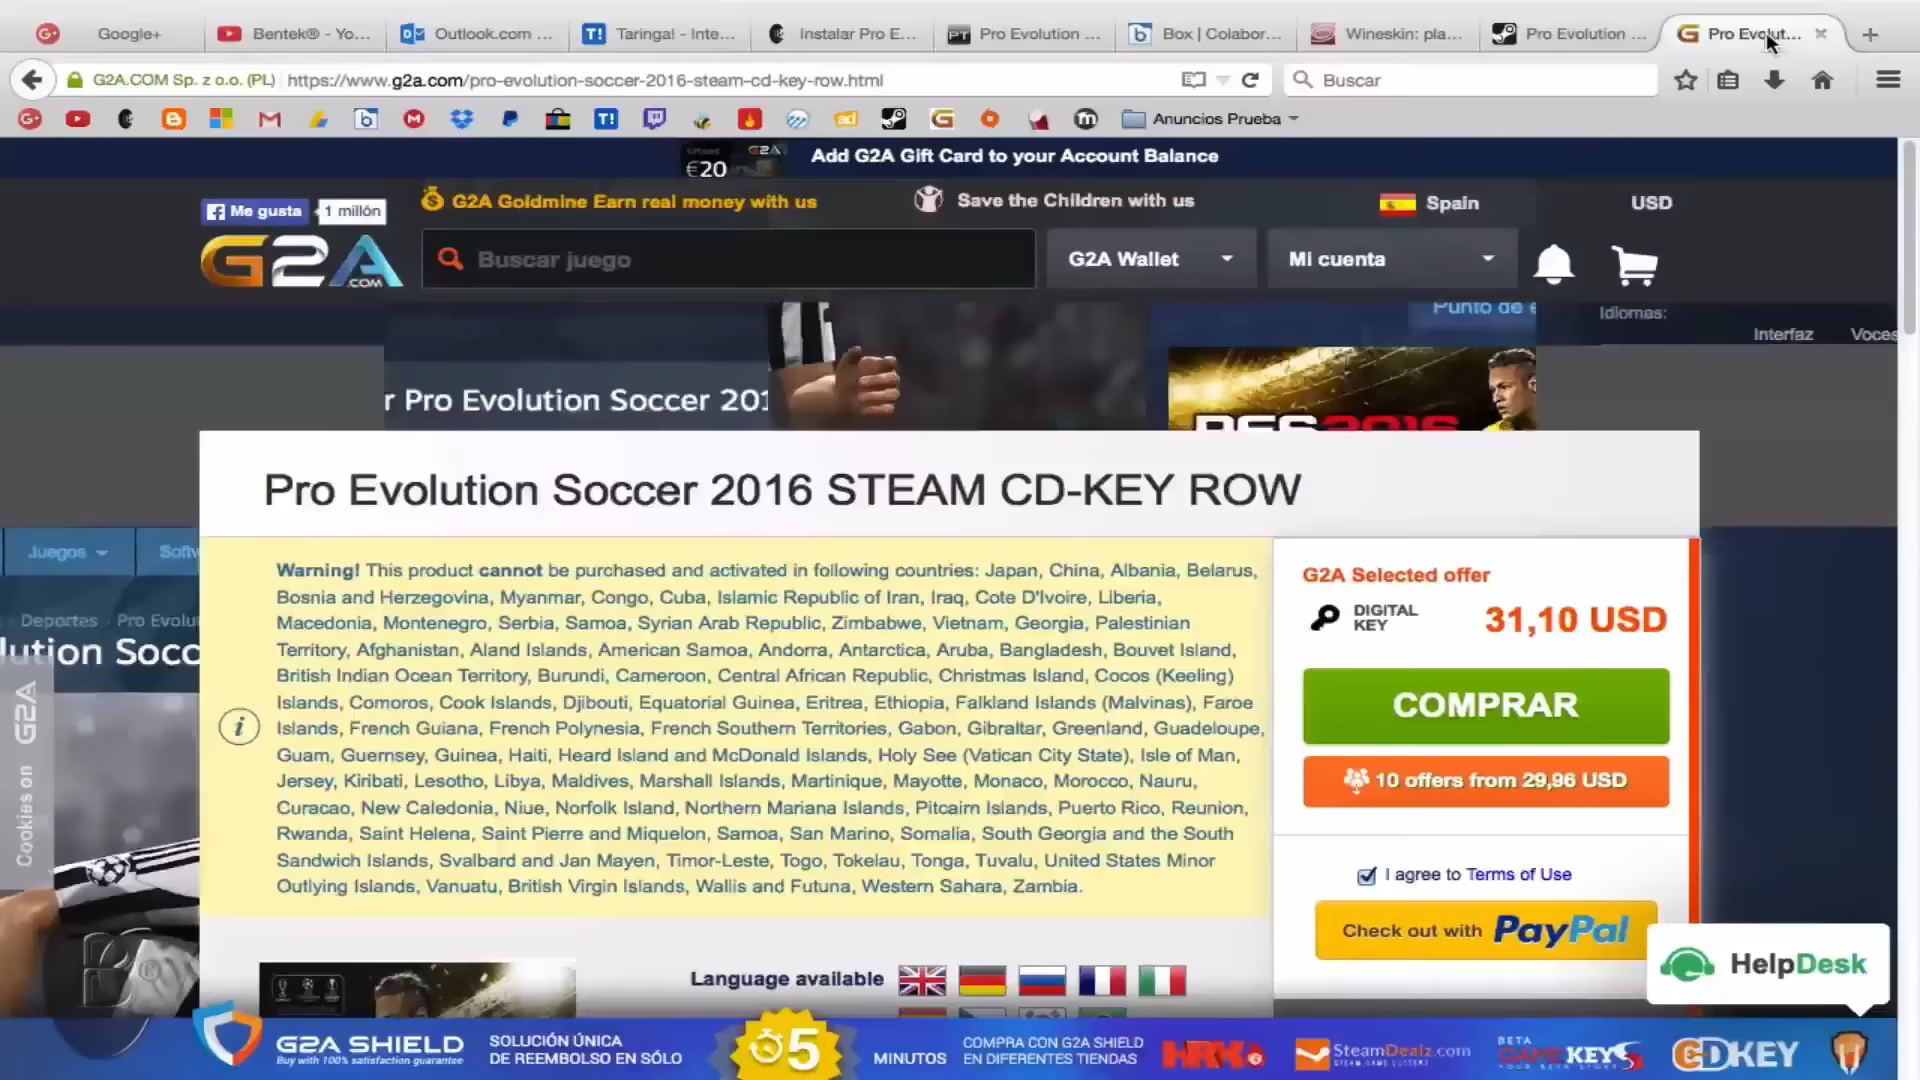 Google+
Bentek® - Yo...
Outlook.com ...
T! Taringa! - Inte...
Instalar Pro E...
PT Pro Evolution ...
Box | Colabor...
Wineskin: pla...
Pro Evolution ...
Pro Evolut...
G2A.COM Sp. z o.o. (PL)
https://www.g2a.com/pro-evolution-soccer-2016-steam-cd-key-row.html
Buscar
Anuncios Prueba
€20
G2A
Add G2A Gift Card to your Account Balance
Me gusta
1 millón
G2A Goldmine Earn real money with us
Save the Children with us
Spain
USD
G2A
.COM
Buscar juego
G2A Wallet
Mi cuenta
Punto de e
Idiomas:
Interfaz
Voces
r Pro Evolution Soccer 201
PES 2016
Pro Evolution Soccer 2016 STEAM CD-KEY ROW
Juegos
Softw
Deportes
Pro Evolu
lution Socc
Cookies on G2A
Warning! This product cannot be purchased and activated in following countries: Japan, China, Albania, Belarus,
Bosnia and Herzegovina, Myanmar, Congo, Cuba, Islamic Republic of Iran, Iraq, Cote D'Ivoire, Liberia,
Macedonia, Montenegro, Serbia, Samoa, Syrian Arab Republic, Zimbabwe, Vietnam, Georgia, Palestinian
Territory, Afghanistan, Aland Islands, American Samoa, Andorra, Antarctica, Aruba, Bangladesh, Bouvet Island,
British Indian Ocean Territory, Burundi, Cameroon, Central African Republic, Christmas Island, Cocos (Keeling)
Islands, Comoros, Cook Islands, Djibouti, Equatorial Guinea, Eritrea, Ethiopia, Falkland Islands (Malvinas), Faroe
Islands, French Guiana, French Polynesia, French Southern Territories, Gabon, Gibraltar, Greenland, Guadeloupe,
Guam, Guernsey, Guinea, Haiti, Heard Island and McDonald Islands, Holy See (Vatican City State), Isle of Man,
Jersey, Kiribati, Lesotho, Libya, Maldives, Marshall Islands, Martinique, Mayotte, Monaco, Morocco, Nauru,
Curacao, New Caledonia, Niue, Norfolk Island, Northern Mariana Islands, Pitcairn Islands, Puerto Rico, Reunion,
Rwanda, Saint Helena, Saint Pierre and Miquelon, Samoa, San Marino, Somalia, South Georgia and the South
Sandwich Islands, Svalbard and Jan Mayen, Timor-Leste, Togo, Tokelau, Tonga, Tuvalu, United States Minor
Outlying Islands, Vanuatu, British Virgin Islands, Wallis and Futuna, Western Sahara, Zambia.
G2A Selected offer
DIGITAL
KEY
31,10 USD
COMPRAR
10 offers from 29,96 USD
I agree to Terms of Use
Check out with PayPal
HelpDesk
Language available
G2A SHIELD
Buy with 100% satisfaction guarantee
SOLUCIÓN ÚNICA
DE REEMBOLSO EN SÓLO
5
MINUTOS
COMPRA CON G2A SHIELD
EN DIFERENTES TIENDAS
HRK
SteamDealz.com
BETA
GAMEKEYS
CDKEY